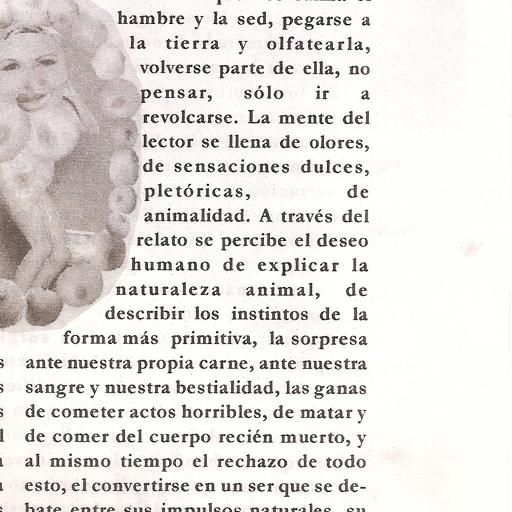 hambre y la sed, pegarse a
la tierra y olfatearla,
volverse parte de ella, no
pensar, sólo ir a
revolcarse. La mente del
lector se llena de olores,
de sensaciones dulces,
pletóricas, de
animalidad. A través del
relato se percibe el deseo
humano de explicar la
naturaleza animal, de
describir los instintos de la
forma más primitiva, la sorpresa
ante nuestra propia carne, ante nuestra
sangre y nuestra bestialidad, las ganas
de cometer actos horribles, de matar y
de comer del cuerpo recién muerto, y
al mismo tiempo el rechazo de todo
esto, el convertirse en un ser que se de-
bate entre sus impulsos naturales, su